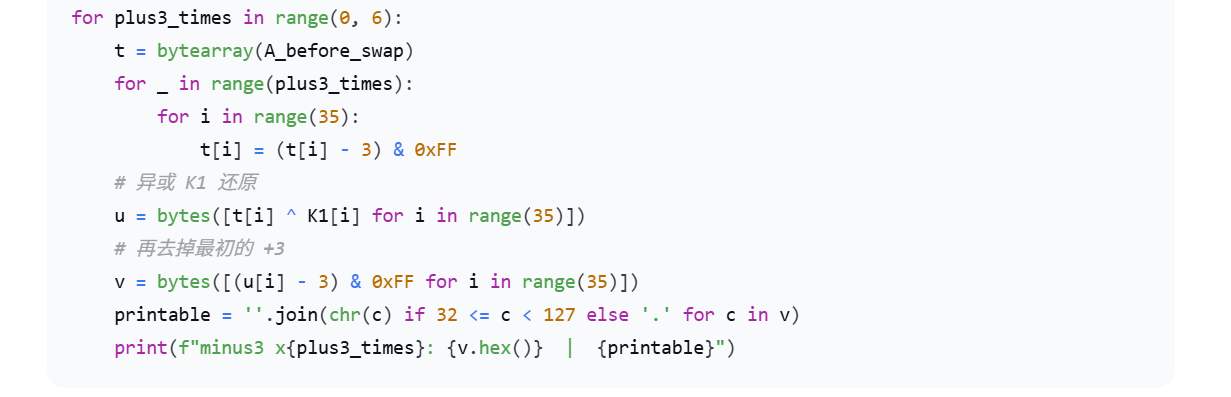 for plus3_times in range(0, 6):
    t = bytearray(A_before_swap)
    for _ in range(plus3_times):
        for i in range(35):
            t[i] = (t[i] - 3) & 0xFF
    # 异或 K1 还原
    u = bytes([t[i] ^ K1[i] for i in range(35)])
    # 再去掉最初的 +3
    v = bytes([(u[i] - 3) & 0xFF for i in range(35)])
    printable = ''.join(chr(c) if 32 <= c < 127 else '.' for c in v)
    print(f"minus3 x{plus3_times}: {v.hex()}  |  {printable}")